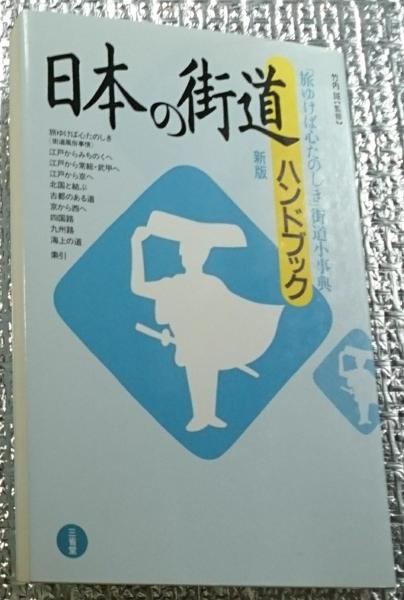 日本の街道
ハンドブック
新版
「旅ゆけば心たのしき」街道小事典
竹内 誠【監修】
旅ゆけば心たのしき
（街道風俗事情）
江戸からみちのくへ
江戸から常総・武甲へ
江戸から京へ
北国と結ぶ
古都のある道
京から西へ
四国路
九州路
海上の道
索引
三省堂